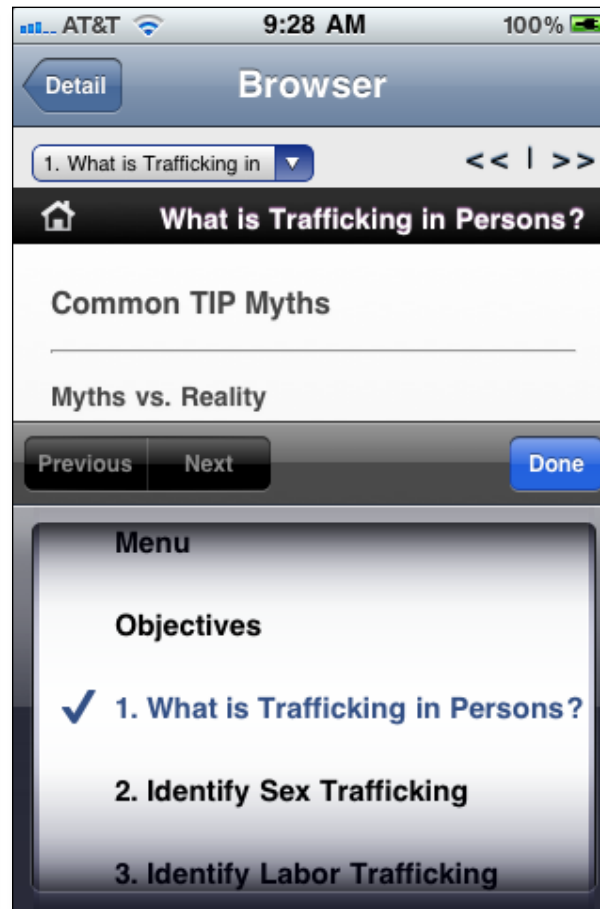 AT&T 9:28 AM 100%
Detail Browser
1. What is Trafficking in << | >>
What is Trafficking in Persons?
Common TIP Myths
Myths vs. Reality
Previous Next Done
Menu
Objectives
✓ 1. What is Trafficking in Persons?
2. Identify Sex Trafficking
3. Identify Labor Trafficking